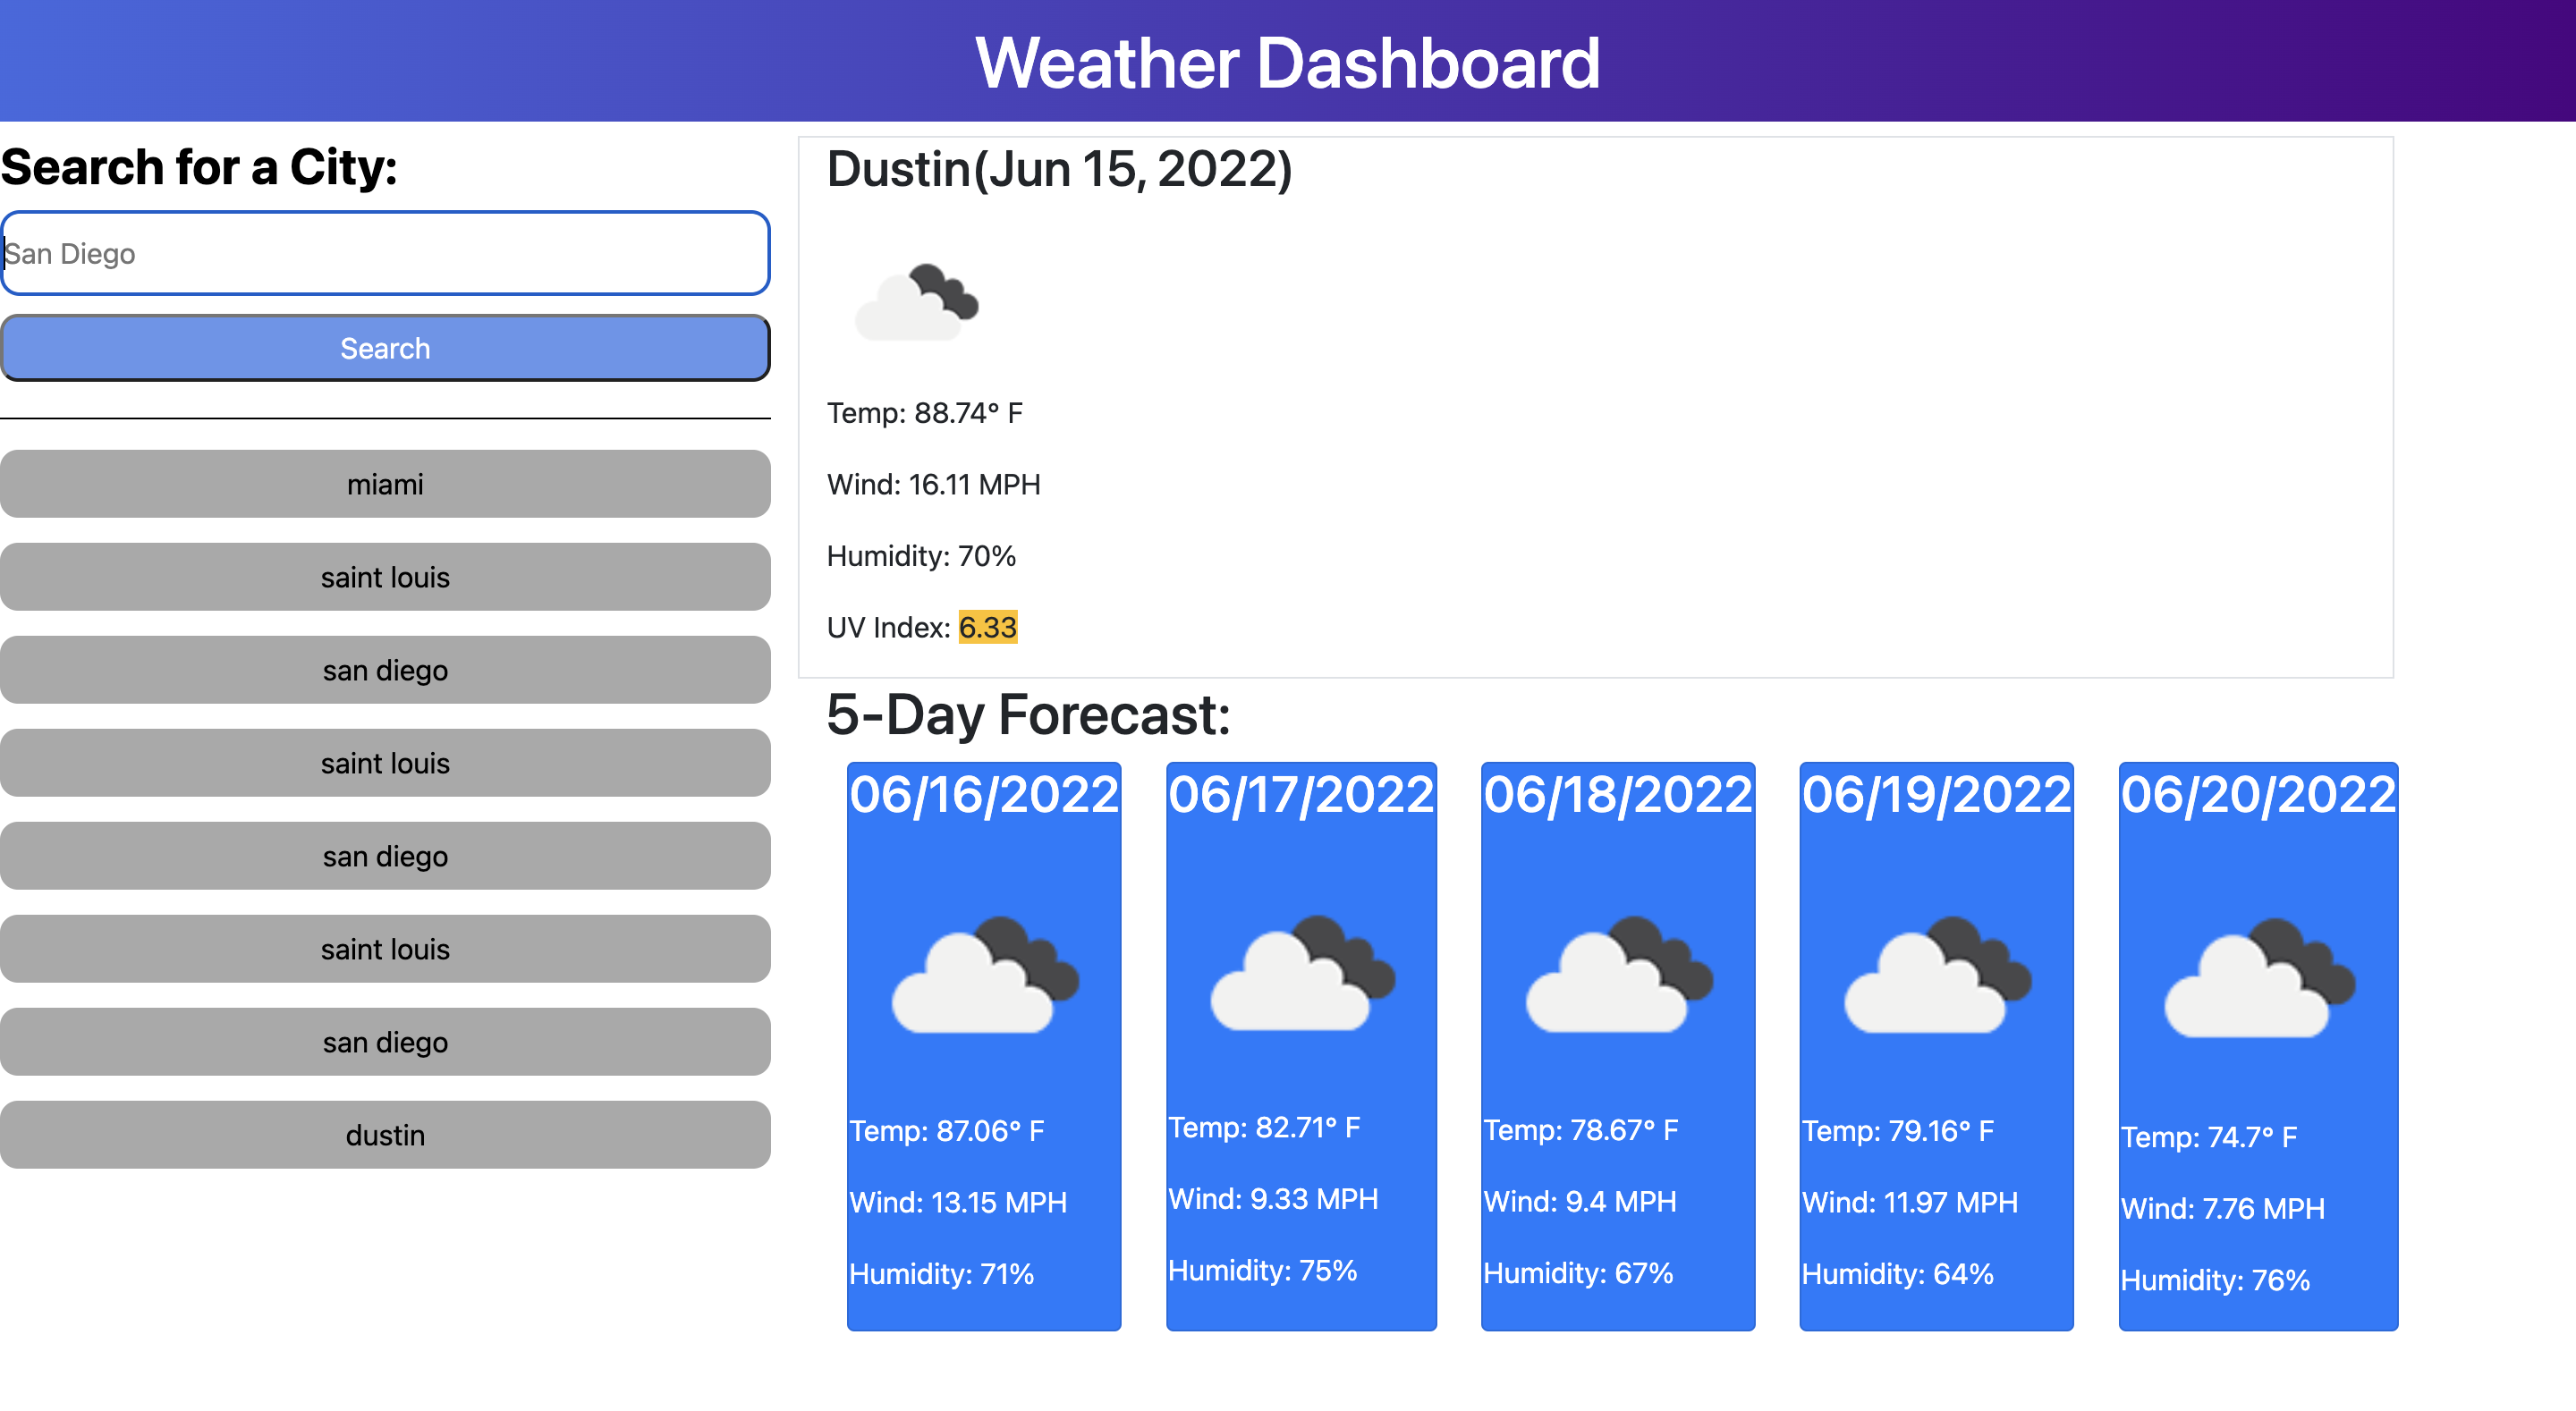 Weather Dashboard
Search for a City:
San Diego
Search
miami
saint louis
san diego
saint louis
san diego
saint louis
san diego
dustin
Dustin(Jun 15, 2022)
Temp: 88.74° F
Wind: 16.11 MPH
Humidity: 70%
UV Index: 6.33
5-Day Forecast:
06/16/2022
Temp: 87.06° F
Wind: 13.15 MPH
Humidity: 71%
06/17/2022
Temp: 82.71° F
Wind: 9.33 MPH
Humidity: 75%
06/18/2022
Temp: 78.67° F
Wind: 9.4 MPH
Humidity: 67%
06/19/2022
Temp: 79.16° F
Wind: 11.97 MPH
Humidity: 64%
06/20/2022
Temp: 74.7° F
Wind: 7.76 MPH
Humidity: 76%